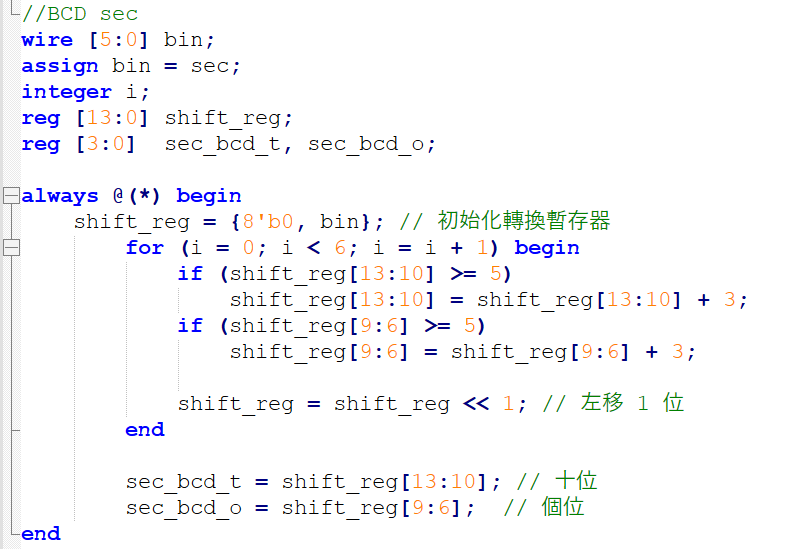 //BCD sec
wire [5:0] bin;
assign bin = sec;
integer i;
reg [13:0] shift_reg;
reg [3:0]  sec_bcd_t, sec_bcd_o;

always @(*) begin
    shift_reg = {8'b0, bin}; // 初始化轉換暫存器
        for (i = 0; i < 6; i = i + 1) begin
            if (shift_reg[13:10] >= 5)
                shift_reg[13:10] = shift_reg[13:10] + 3;
            if (shift_reg[9:6] >= 5)
                shift_reg[9:6] = shift_reg[9:6] + 3;

            shift_reg = shift_reg << 1; // 左移 1 位
        end

        sec_bcd_t = shift_reg[13:10]; // 十位
        sec_bcd_o = shift_reg[9:6];  // 個位
end